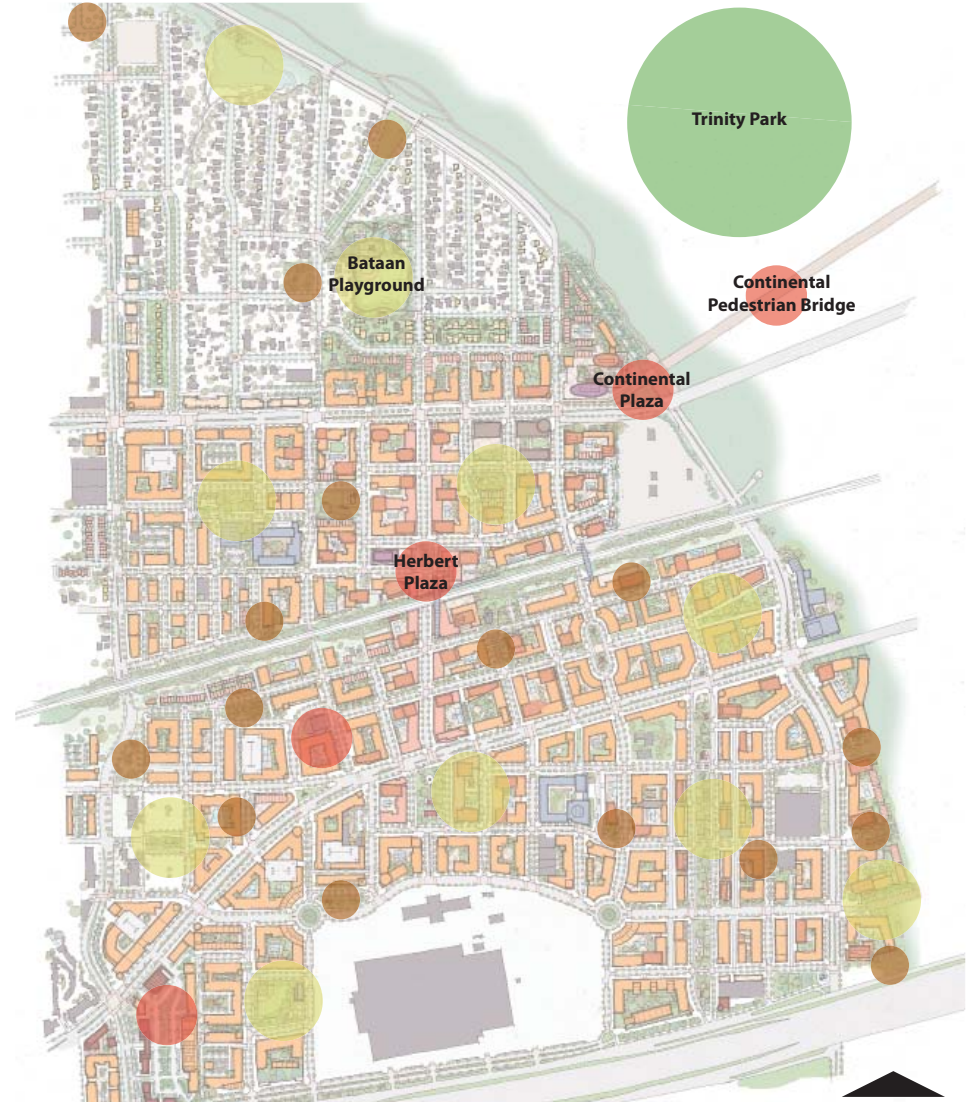 Trinity Park
Bataan
Playground
Continental
Pedestrian Bridge
Continental
Plaza
Herbert
Plaza